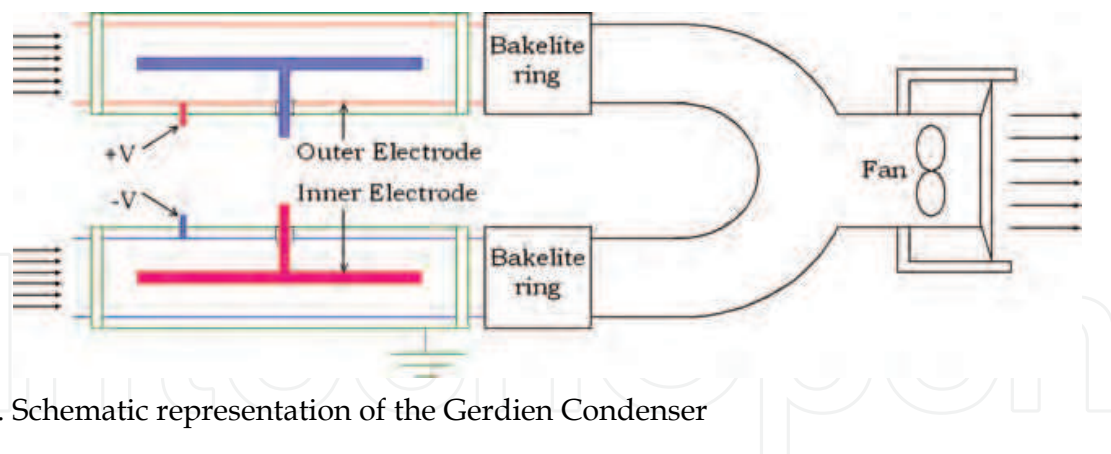 Bakelite
ring
+V
Outer Electrode
-V
Inner Electrode
Fan
Bakelite
ring
. Schematic representation of the Gerdien Condenser